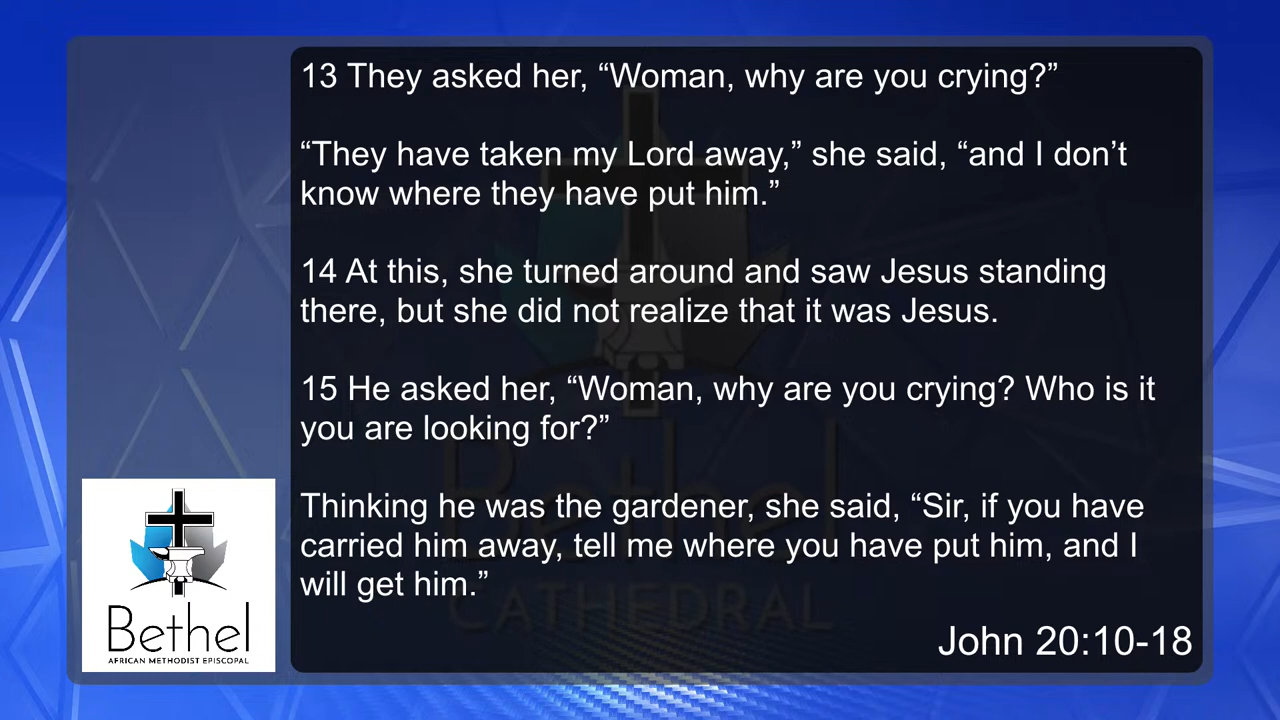 13 They asked her, “Woman, why are you crying?”
“They have taken my Lord away,” she said, “and I don’t
know where they have put him.”
14 At this, she turned around and saw Jesus standing
there, but she did not realize that it was Jesus.
15 He asked her, “Woman, why are you crying? Who is it
you are looking for?”
Thinking he was the gardener, she said, “Sir, if you have
carried him away, tell me where you have put him, and I
will get him.”
John 20:10-18
Bethel
CATHEDRAL
Bethel
AFRICAN METHODIST EPISCOPAL